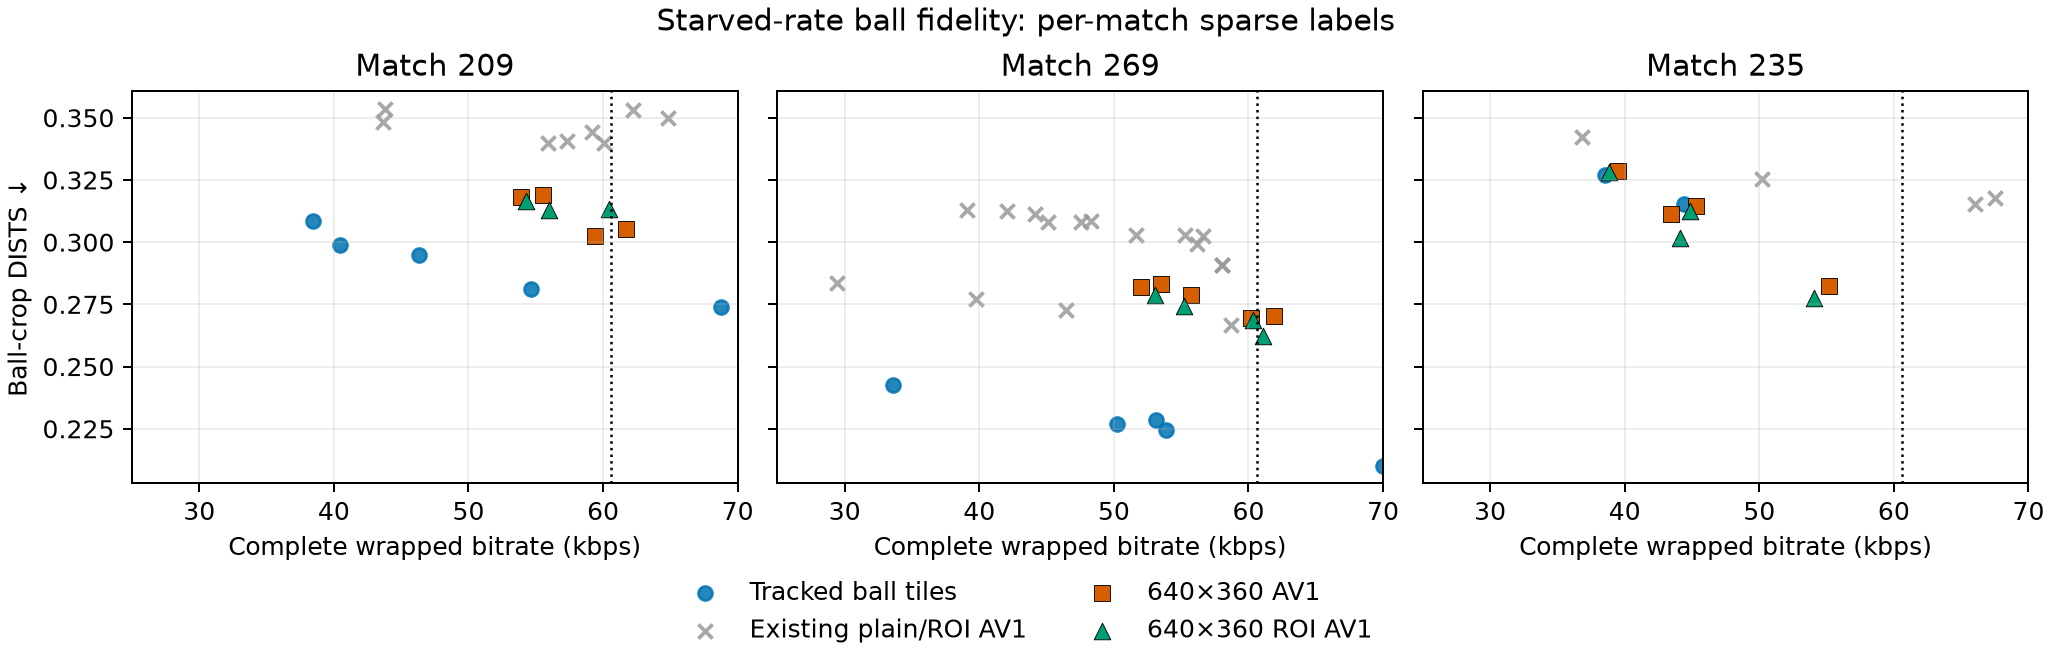 Starved-rate ball fidelity: per-match sparse labels
Match 209
Match 269
Match 235
Ball-crop DISTS ↓
0.350
0.325
0.300
0.275
0.250
0.225
30 40 50 60 70
30 40 50 60 70
30 40 50 60 70
Complete wrapped bitrate (kbps)
Complete wrapped bitrate (kbps)
Complete wrapped bitrate (kbps)
Tracked ball tiles
Existing plain/ROI AV1
640×360 AV1
640×360 ROI AV1